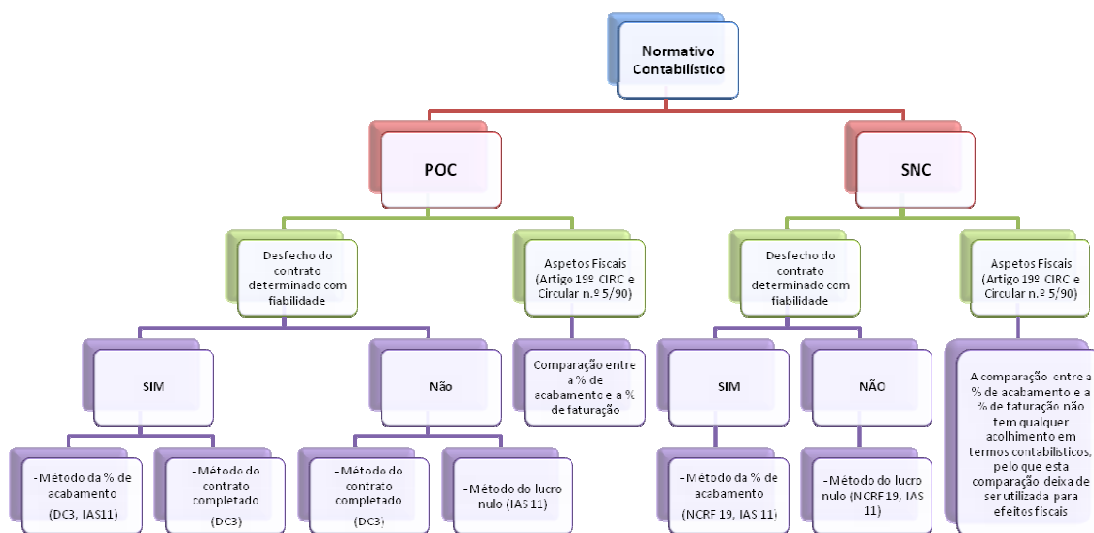 Normativo
Contabilístico
POC
SNC
Desfecho do
contrato
determinado com
fiabilidade
Aspetos Fiscais
(Artigo 19º CIRC e
Circular n.º 5/90)
Desfecho do
contrato
determinado com
fiabilidade
Aspetos Fiscais
(Artigo 19º CIRC e
Circular n.º 5/90)
SIM
Não
Comparação entre
a % de
acabamento e a %
de faturação
SIM
NÃO
A comparação entre a
% de acabamento e a
% de faturação não
tem qualquer
acolhimento em
termos contabilísticos,
pelo que esta
comparação deixa de
ser utilizada para
efeitos fiscais
- Método da % de
acabamento
(DC3, IAS11)
- Método do
contrato
completado
(DC3)
- Método do
contrato
completado
(DC3)
- Método do lucro
nulo (IAS 11)
- Método da % de
acabamento
(NCRF 19, IAS 11)
- Método do lucro
nulo (NCRF19, IAS
11)